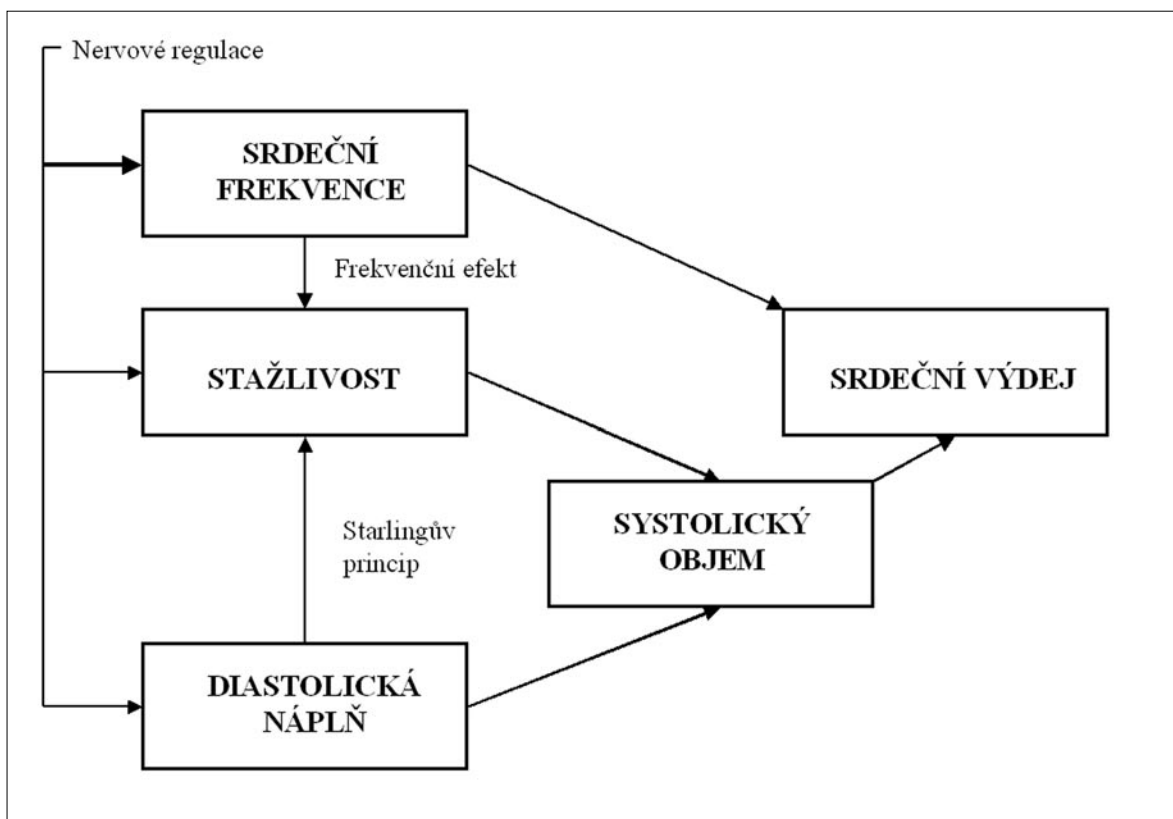 Nervové regulace
SRDEČNÍ
FREKVENCE
Frekvenční efekt
STAŽLIVOST
SRDEČNÍ VÝDEJ
SYSTOLICKÝ
OBJEM
Starlingův
princip
DIASTOLICKÁ
NÁPLŇ